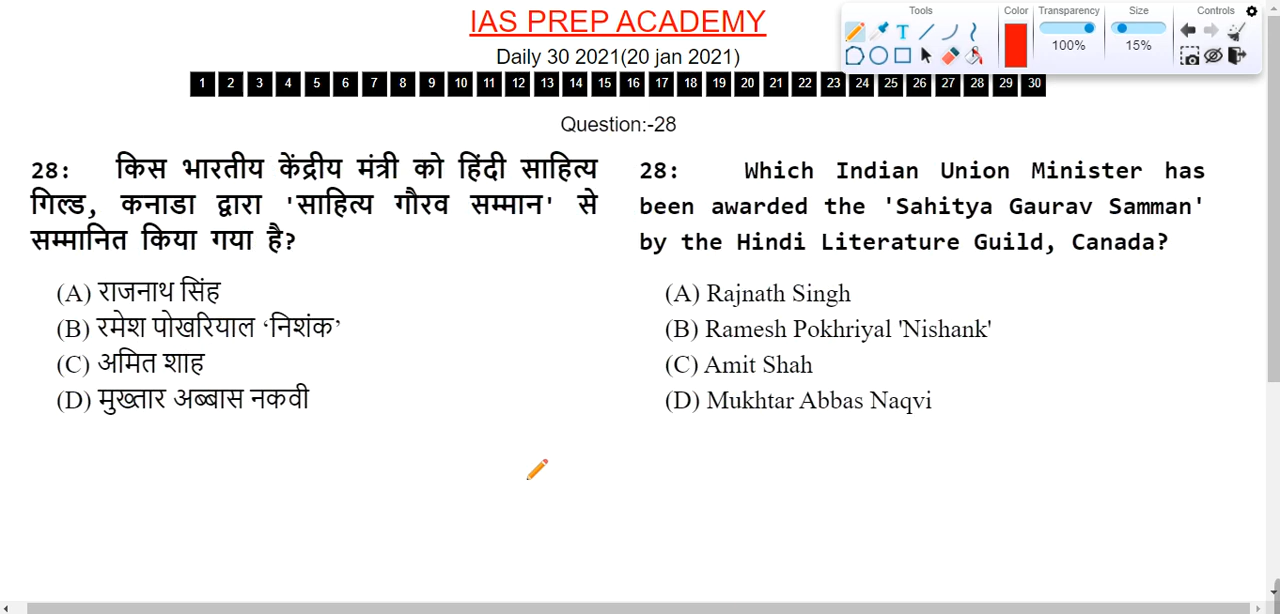 IAS PREP ACADEMY
Tools
Color
Transparency
Size
Controls
T
100%
15%
Daily 30 2021(20 jan 2021)
1 2 3 4 5 6 7 8 9 10 11 12 13 14 15 16 17 18 19 20 21 22 23 24 25 26 27 28 29 30
Question:-28
28: किस भारतीय केंद्रीय मंत्री को हिंदी साहित्य
गिल्ड, कनाडा द्वारा 'साहित्य गौरव सम्मान' से
सम्मानित किया गया है?
(A) राजनाथ सिंह
(B) रमेश पोखरियाल ‘निशंक’
(C) अमित शाह
(D) मुख्तार अब्बास नकवी
28: Which Indian Union Minister has
been awarded the 'Sahitya Gaurav Samman'
by the Hindi Literature Guild, Canada?
(A) Rajnath Singh
(B) Ramesh Pokhriyal 'Nishank'
(C) Amit Shah
(D) Mukhtar Abbas Naqvi